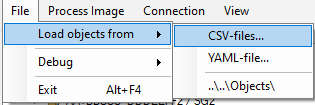 File Process Image Connection View
Load objects from CSV-files...
YAML-file...
Debug
..\..\Objects\
Exit Alt+F4